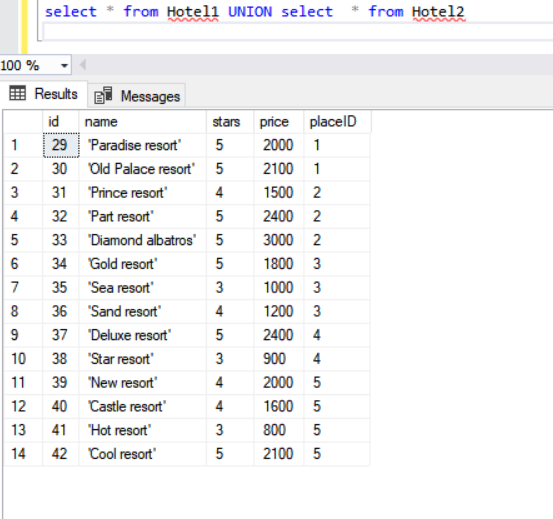 select * from Hotel1 UNION select * from Hotel2
100 %
Results Messages
id name stars price placeID
1 29 'Paradise resort' 5 2000 1
2 30 'Old Palace resort' 5 2100 1
3 31 'Prince resort' 4 1500 2
4 32 'Part resort' 5 2400 2
5 33 'Diamond albatros' 5 3000 2
6 34 'Gold resort' 5 1800 3
7 35 'Sea resort' 3 1000 3
8 36 'Sand resort' 4 1200 3
9 37 'Deluxe resort' 5 2400 4
10 38 'Star resort' 3 900 4
11 39 'New resort' 4 2000 5
12 40 'Castle resort' 4 1600 5
13 41 'Hot resort' 3 800 5
14 42 'Cool resort' 5 2100 5